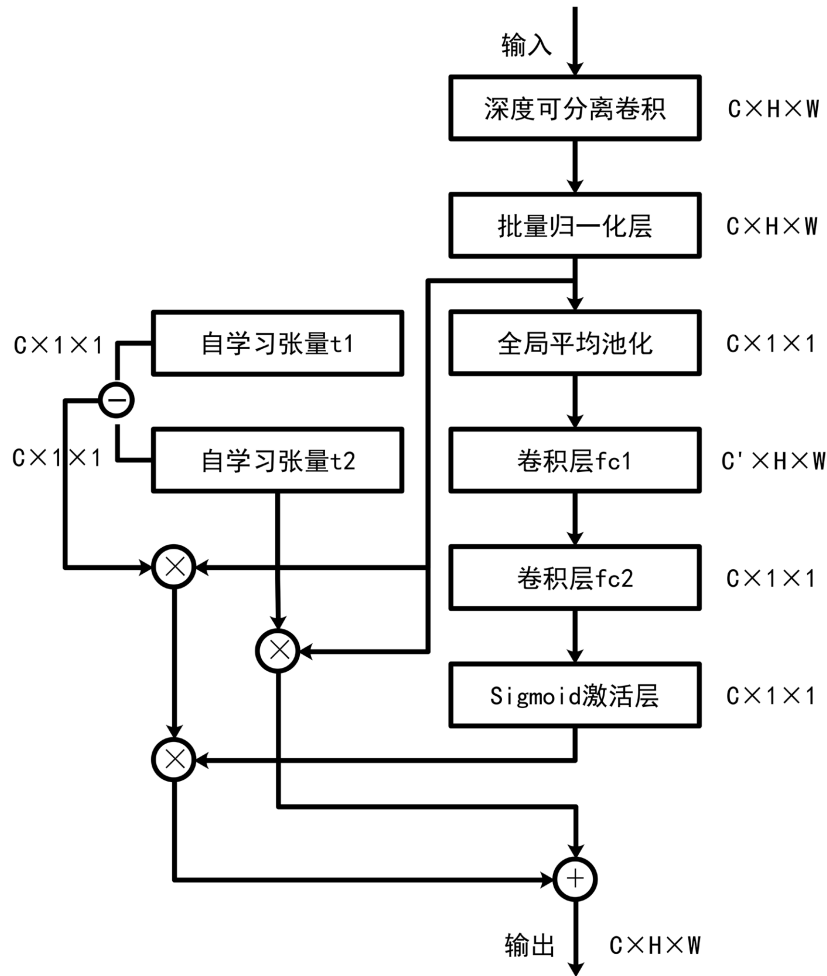 输入
深度可分离卷积 C×H×W
批量归一化层 C×H×W
C×1×1 自学习张量t1 全局平均池化 C×1×1
−
C×1×1 自学习张量t2 卷积层fc1 C'×H×W
× 卷积层fc2 C×1×1
×
Sigmoid激活层 C×1×1
×
+
输出 C×H×W